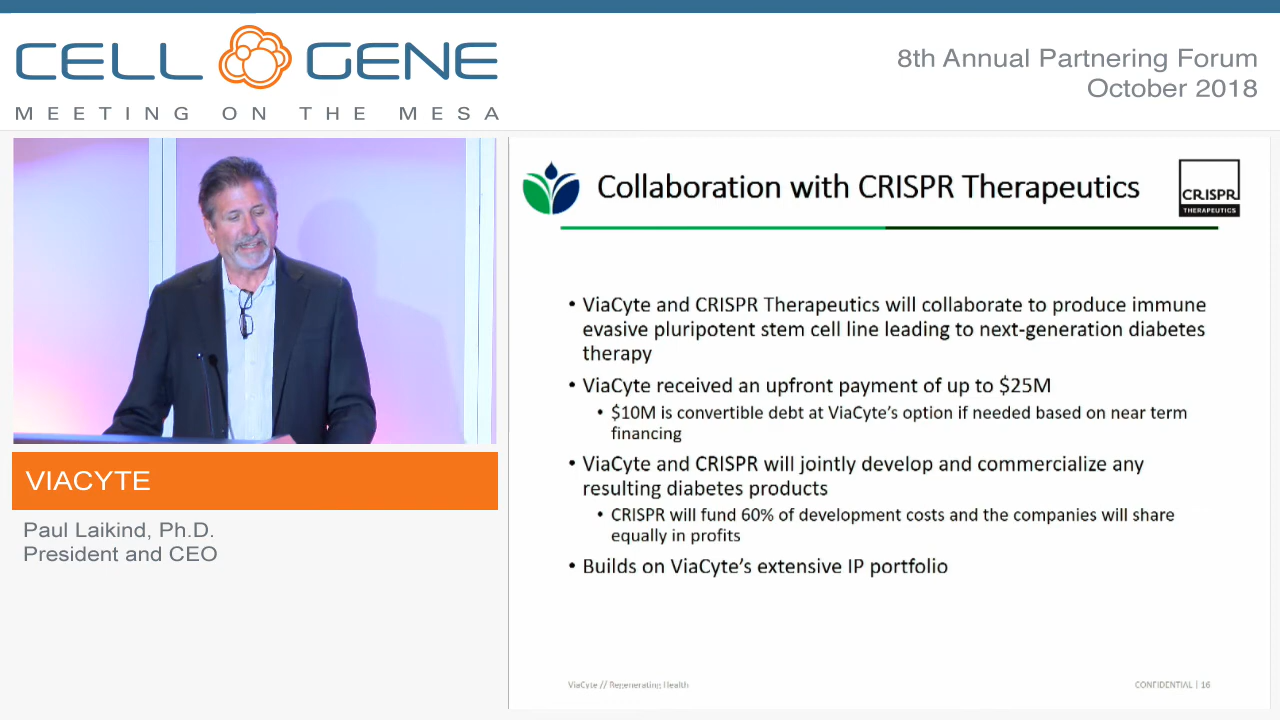 CELL GENE
MEETING ON THE MESA
8th Annual Partnering Forum
October 2018
Collaboration with CRISPR Therapeutics
CRISPR
THERAPEUTICS
• ViaCyte and CRISPR Therapeutics will collaborate to produce immune
evasive pluripotent stem cell line leading to next-generation diabetes
therapy
• ViaCyte received an upfront payment of up to $25M
• $10M is convertible debt at ViaCyte's option if needed based on near term
financing
• ViaCyte and CRISPR will jointly develop and commercialize any
resulting diabetes products
• CRISPR will fund 60% of development costs and the companies will share
equally in profits
• Builds on ViaCyte's extensive IP portfolio
ViaCyte // Regenerating Health
CONFIDENTIAL | 16
VIACYTE
Paul Laikind, Ph.D.
President and CEO